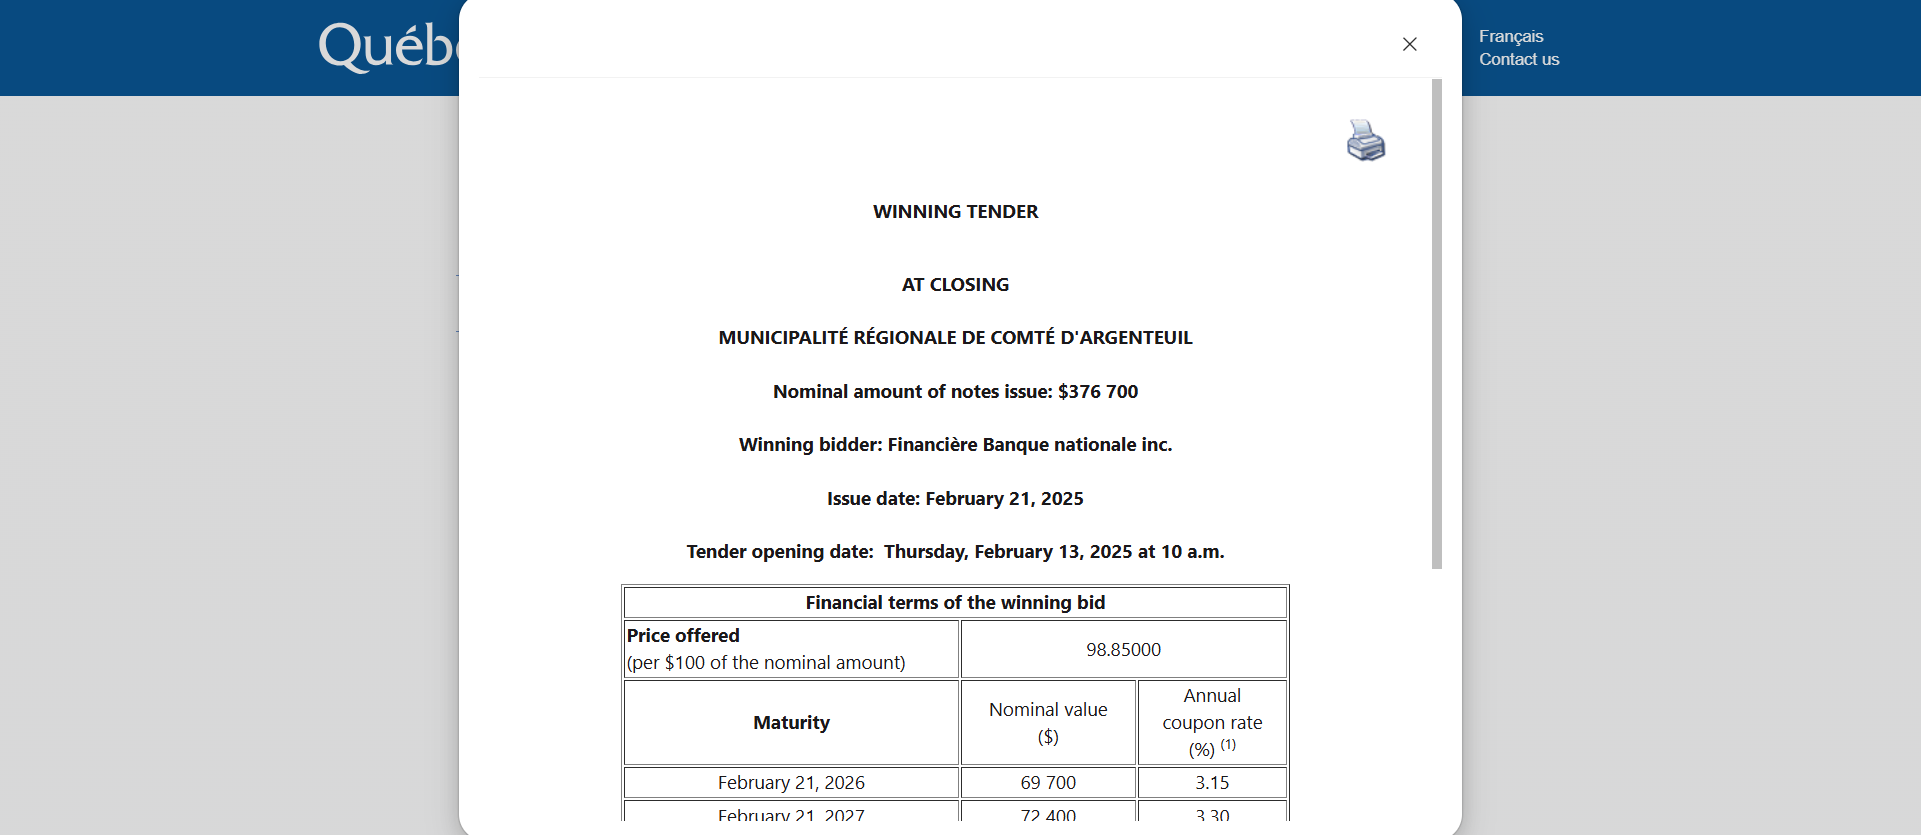 Québ
Français
Contact us
WINNING TENDER
AT CLOSING
MUNICIPALITÉ RÉGIONALE DE COMTÉ D'ARGENTEUIL
Nominal amount of notes issue: $376 700
Winning bidder: Financière Banque nationale inc.
Issue date: February 21, 2025
Tender opening date: Thursday, February 13, 2025 at 10 a.m.
Financial terms of the winning bid
Price offered
(per $100 of the nominal amount)
98.85000
Maturity
Nominal value
($)
Annual
coupon rate
(%) (1)
February 21, 2026 69 700 3.15
February 21, 2027 72 400 3.30